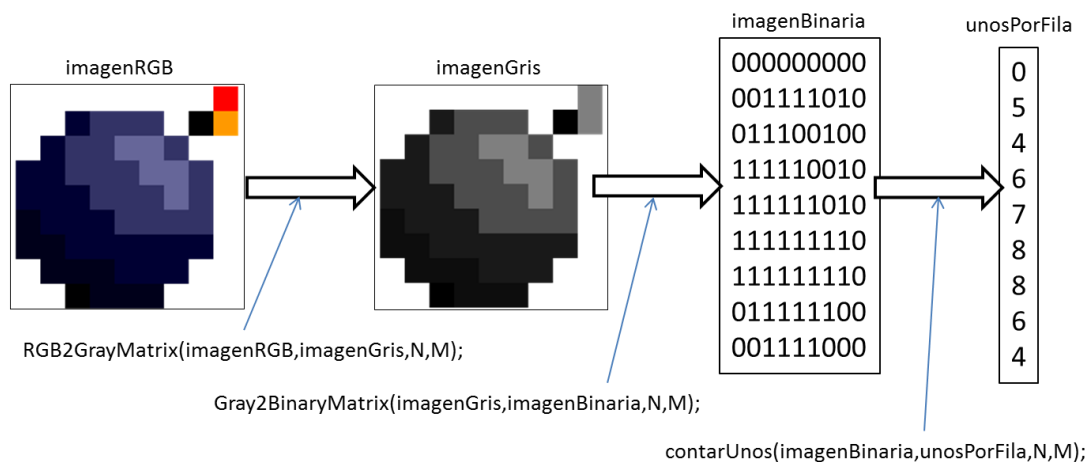 imagenRGB
imagenGris
imagenBinaria
unosPorFila
000000000
001111010
011100100
111110010
111111010
111111110
111111110
011111100
001111000
0
5
4
6
7
8
8
6
4
RGB2GrayMatrix(imagenRGB,imagenGris,N,M);
Gray2BinaryMatrix(imagenGris,imagenBinaria,N,M);
contarUnos(imagenBinaria,unosPorFila,N,M);